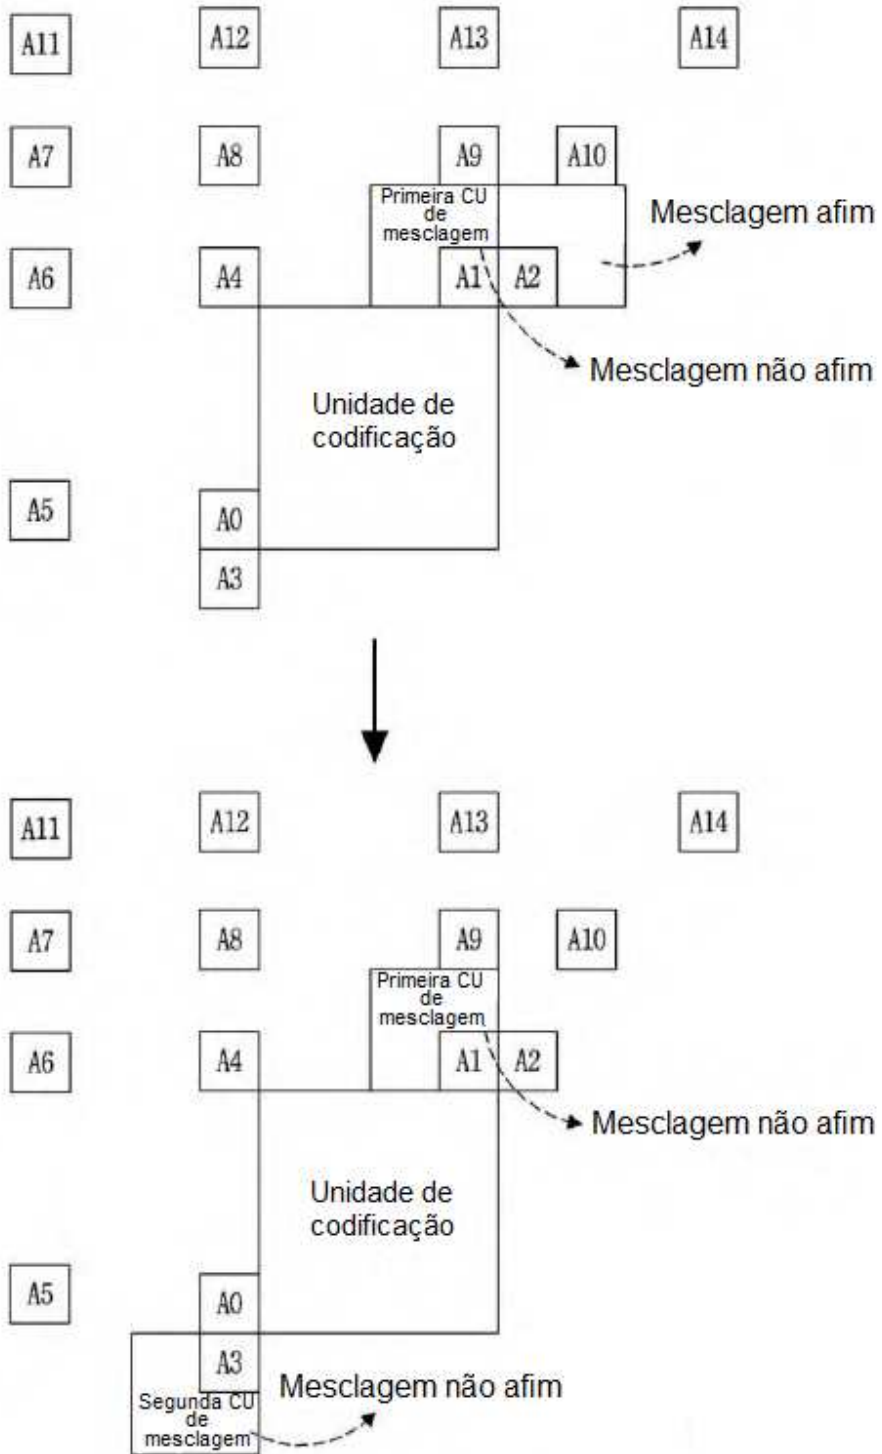 A11 A12 A13 A14
A7 A8 A9 A10
Primeira CU
de
mesclagem
Mesclagem afim
A6 A4 A1 A2
Mesclagem não afim
Unidade de
codificação
A5 A0
A3
A11 A12 A13 A14
A7 A8 A9 A10
Primeira CU
de
mesclagem
A6 A4 A1 A2
Mesclagem não afim
Unidade de
codificação
A5 A0
A3
Mesclagem não afim
Segunda CU
de
mesclagem